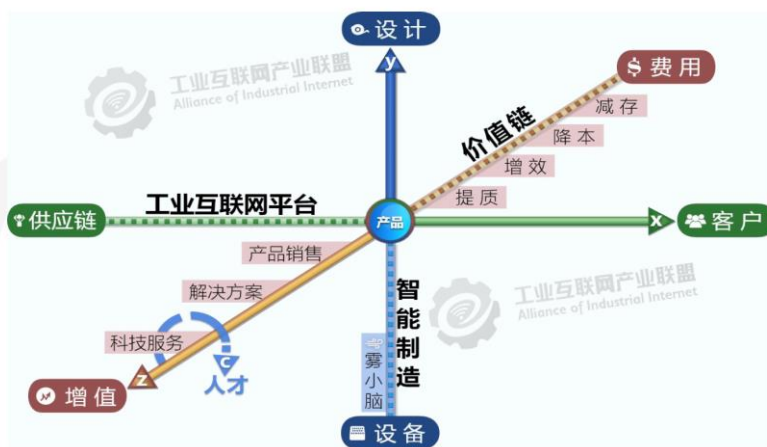 设计
y
工业互联网产业联盟
Alliance of Industrial Internet
$ 费用
减存
降本
增效
提质
价值链
供应链
工业互联网平台
产品
x
客户
产品销售
解决方案
科技服务
C
人才
z
增值
智能制造
雾小脑
设备
工业互联网产业联盟
Alliance of Industrial Internet